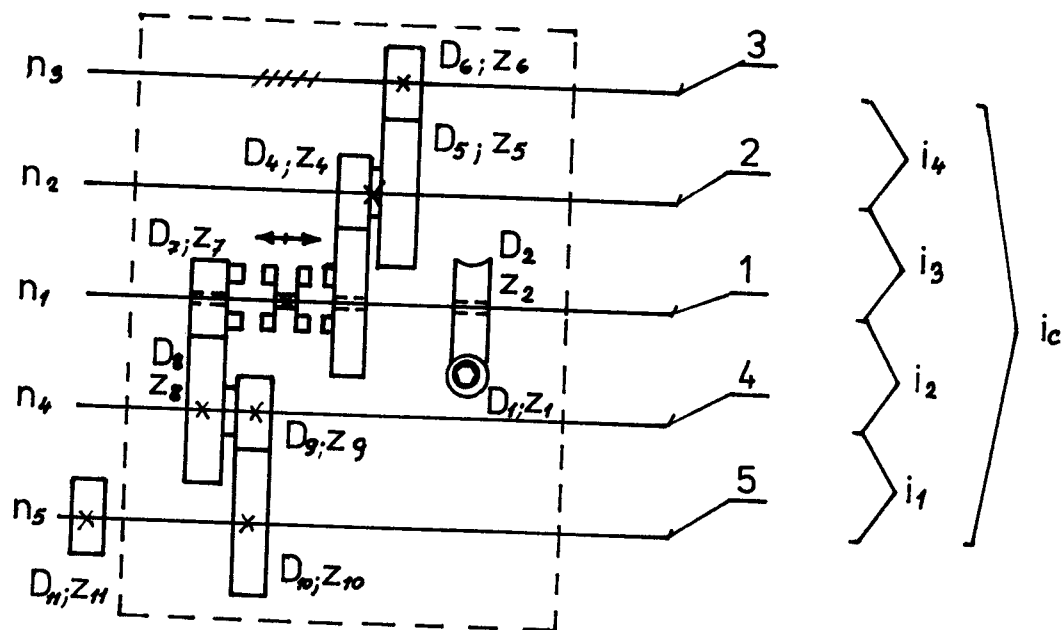 n3
D6; z6
3
D5; z5
i4
n2
D4; z4
2
D7; z7
i3
D2
z2
n1
1
ic
D8
z8
i2
n4
D1; z1
4
D9; z9
n5
5
i1
D11; z11
D10; z10